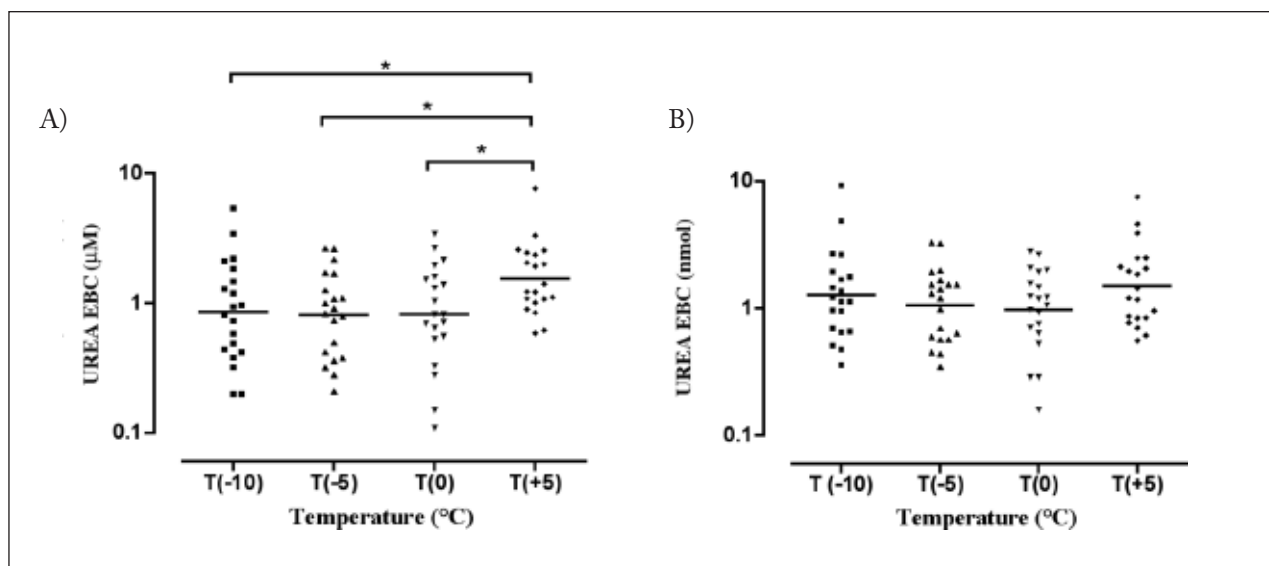 *
*
*
A)
10
1
0.1
UREA EBC (μM)
T(-10) T(-5) T(0) T(+5)
Temperature (°C)
B)
10
1
0.1
UREA EBC (nmol)
T (-10) T(-5) T(0) T(+5)
Temperature (°C)